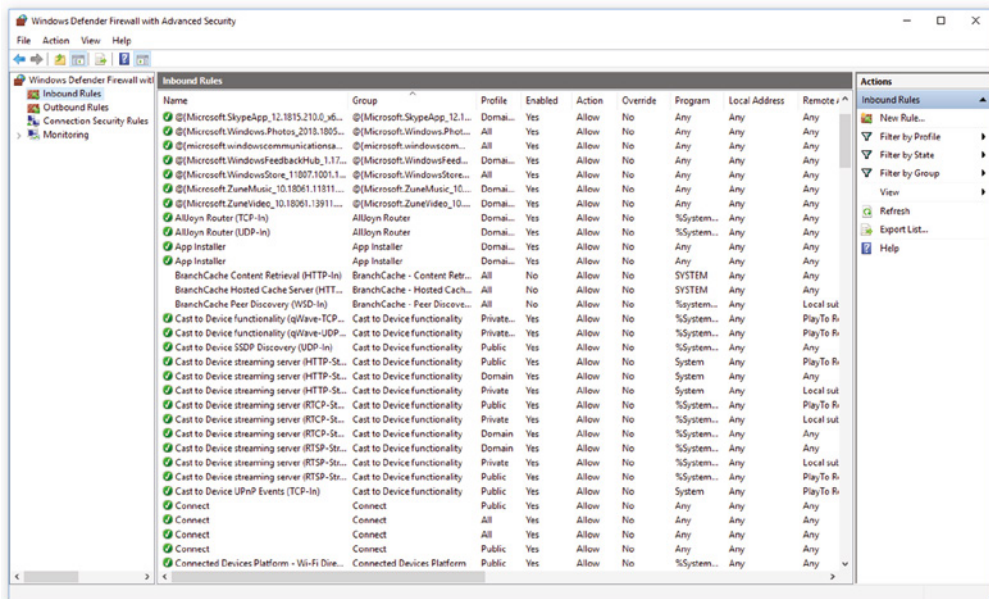 Windows Defender Firewall with Advanced Security
File Action View Help
Windows Defender Firewall witl
Inbound Rules
Outbound Rules
Connection Security Rules
Monitoring
Inbound Rules
Name Group Profile Enabled Action Override Program Local Address Remote A
@{Microsoft.SkypeApp_12.1815.210.0_x6... @{Microsoft.SkypeApp_12.1... Domai... Yes Allow No Any Any Any
@{Microsoft.Windows.Photos_2018.1805... @{Microsoft.Windows.Phot... All Yes Allow No Any Any Any
@{microsoft.windowscommunicationsa... @{microsoft.windowscom... All Yes Allow No Any Any Any
@{Microsoft.WindowsFeedbackHub_1.17... @{Microsoft.WindowsFeed... Domai... Yes Allow No Any Any Any
@{Microsoft.WindowsStore_11807.1001.1... @{Microsoft.WindowsStore... All Yes Allow No Any Any Any
@{Microsoft.ZuneMusic_10.18061.11811.... @{Microsoft.ZuneMusic_10.... Domai... Yes Allow No Any Any Any
@{Microsoft.ZuneVideo_10.18061.13911.... @{Microsoft.ZuneVideo_10.... Domai... Yes Allow No Any Any Any
AllJoyn Router (TCP-In) AllJoyn Router Domai... Yes Allow No %System... Any Any
AllJoyn Router (UDP-In) AllJoyn Router Domai... Yes Allow No %System... Any Any
App Installer App Installer Domai... Yes Allow No Any Any Any
App Installer App Installer Domai... Yes Allow No Any Any Any
BranchCache Content Retrieval (HTTP-In) BranchCache - Content Retr... All No Allow No SYSTEM Any Any
BranchCache Hosted Cache Server (HTT... BranchCache - Hosted Cach... All No Allow No SYSTEM Any Any
BranchCache Peer Discovery (WSD-In) BranchCache - Peer Discove... All No Allow No %system... Any Local sub
Cast to Device functionality (qWave-TCP... Cast to Device functionality Private... Yes Allow No %System... Any PlayTo Re
Cast to Device functionality (qWave-UDP... Cast to Device functionality Private... Yes Allow No %System... Any PlayTo Re
Cast to Device SSDP Discovery (UDP-In) Cast to Device functionality Public Yes Allow No %System... Any Any
Cast to Device streaming server (HTTP-St... Cast to Device functionality Public Yes Allow No System Any PlayTo Re
Cast to Device streaming server (HTTP-St... Cast to Device functionality Domain Yes Allow No System Any Any
Cast to Device streaming server (HTTP-St... Cast to Device functionality Private Yes Allow No System Any Local sub
Cast to Device streaming server (RTCP-St... Cast to Device functionality Public Yes Allow No %System... Any PlayTo Re
Cast to Device streaming server (RTCP-St... Cast to Device functionality Private Yes Allow No %System... Any Local sub
Cast to Device streaming server (RTCP-St... Cast to Device functionality Domain Yes Allow No %System... Any Any
Cast to Device streaming server (RTSP-Str... Cast to Device functionality Domain Yes Allow No %System... Any Any
Cast to Device streaming server (RTSP-Str... Cast to Device functionality Private Yes Allow No %System... Any Local sub
Cast to Device streaming server (RTSP-Str... Cast to Device functionality Public Yes Allow No %System... Any PlayTo Re
Cast to Device UPnP Events (TCP-In) Cast to Device functionality Public Yes Allow No System Any PlayTo Re
Connect Connect Public Yes Allow No Any Any Any
Connect Connect All Yes Allow No Any Any Any
Connect Connect All Yes Allow No Any Any Any
Connect Connect Public Yes Allow No Any Any Any
Connected Devices Platform - Wi-Fi Dire... Connected Devices Platform Public Yes Allow No %System... Any Any
Actions
Inbound Rules
New Rule...
Filter by Profile
Filter by State
Filter by Group
View
Refresh
Export List...
Help